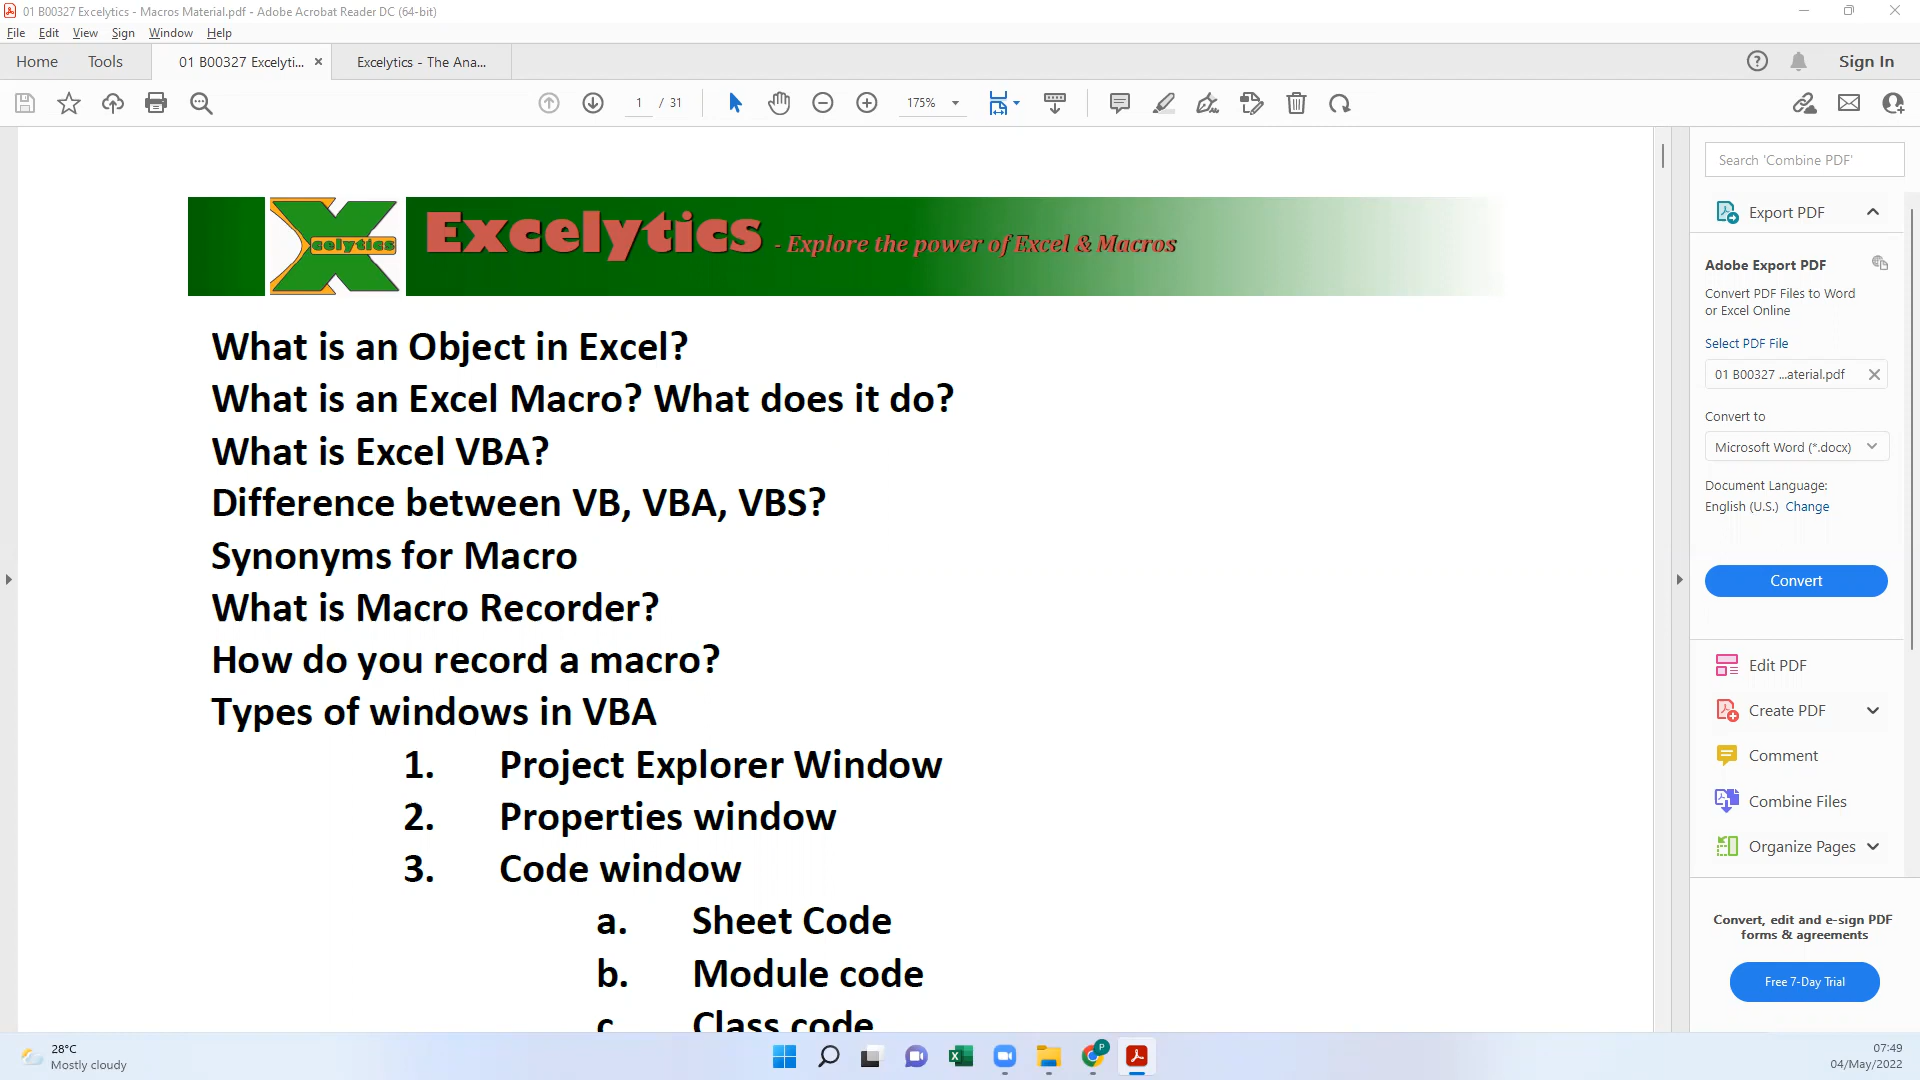 01 B00327 Excelytics - Macros Material.pdf - Adobe Acrobat Reader DC (64-bit)
File Edit View Sign Window Help
Home Tools 01 B00327 Excelyti... × Excelytics - The Ana... Sign In
1 / 31 175%
Search 'Combine PDF'
Export PDF
Adobe Export PDF
Convert PDF Files to Word
or Excel Online
Select PDF File
01 B00327 ...aterial.pdf
Convert to
Microsoft Word (*.docx)
Document Language:
English (U.S.) Change
Convert
Edit PDF
Create PDF
Comment
Combine Files
Organize Pages
Convert, edit and e-sign PDF
forms & agreements
Free 7-Day Trial
celytics
Excelytics - Explore the power of Excel & Macros
What is an Object in Excel?
What is an Excel Macro? What does it do?
What is Excel VBA?
Difference between VB, VBA, VBS?
Synonyms for Macro
What is Macro Recorder?
How do you record a macro?
Types of windows in VBA
1. Project Explorer Window
2. Properties window
3. Code window
a. Sheet Code
b. Module code
c. Class code
28°C
Mostly cloudy
P
07:49
04/May/2022